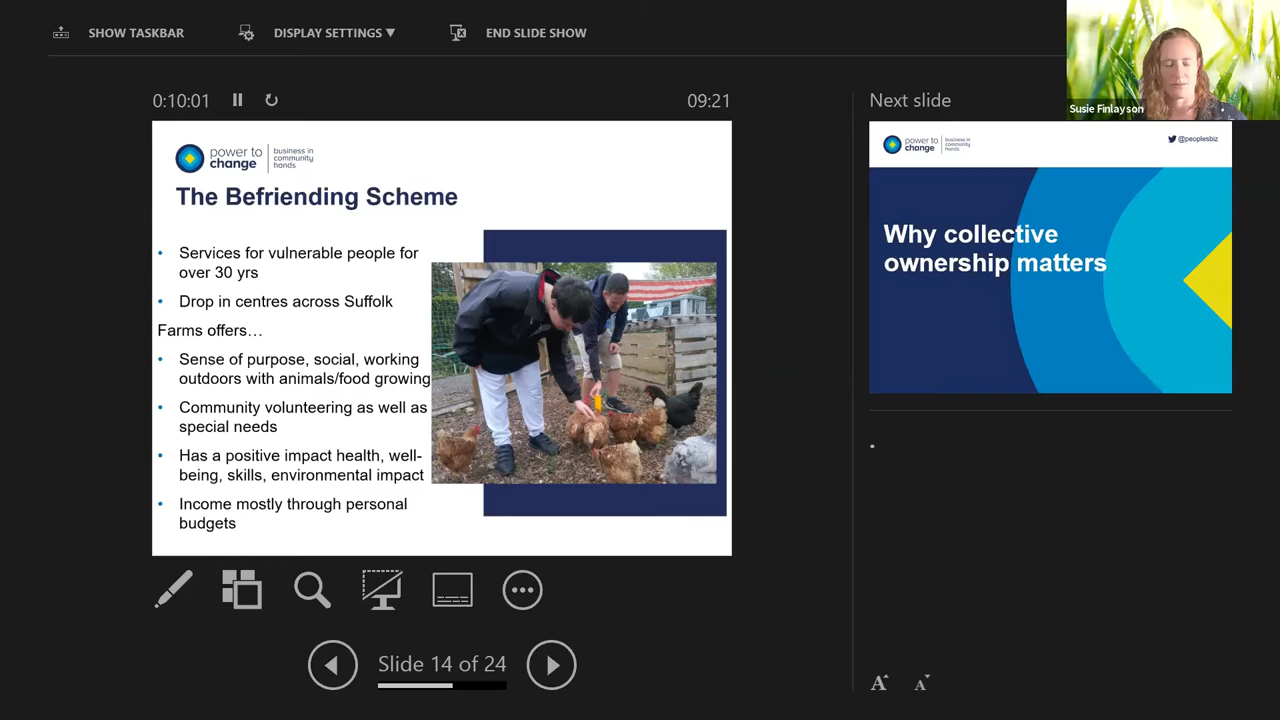 SHOW TASKBAR
DISPLAY SETTINGS ▼
END SLIDE SHOW
0:10:01
09:21
Next slide
Susie Finlayson
power to
change
business in
community
hands
The Befriending Scheme
• Services for vulnerable people for
over 30 yrs
• Drop in centres across Suffolk
Farms offers…
• Sense of purpose, social, working
outdoors with animals/food growing
• Community volunteering as well as
special needs
• Has a positive impact health, well-
being, skills, environmental impact
• Income mostly through personal
budgets
power to
change
business in
community
hands
@peoplesbiz
Why collective
ownership matters
Slide 14 of 24
A A